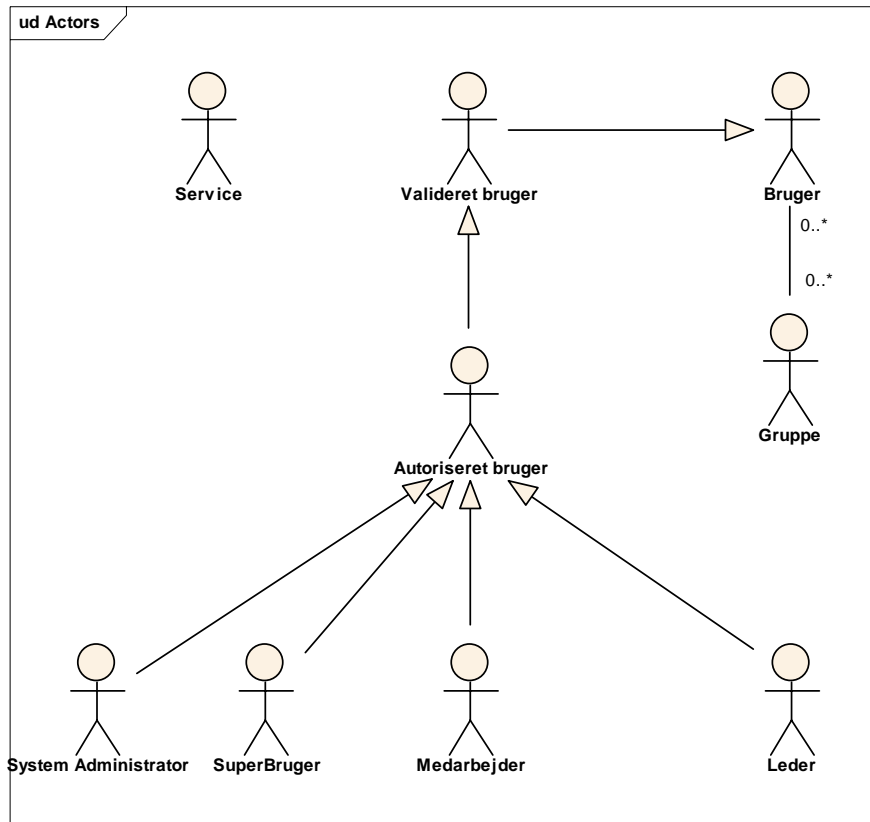 ud Actors
Service
Valideret bruger
Bruger
0..*
0..*
Gruppe
Autoriseret bruger
System Administrator
SuperBruger
Medarbejder
Leder